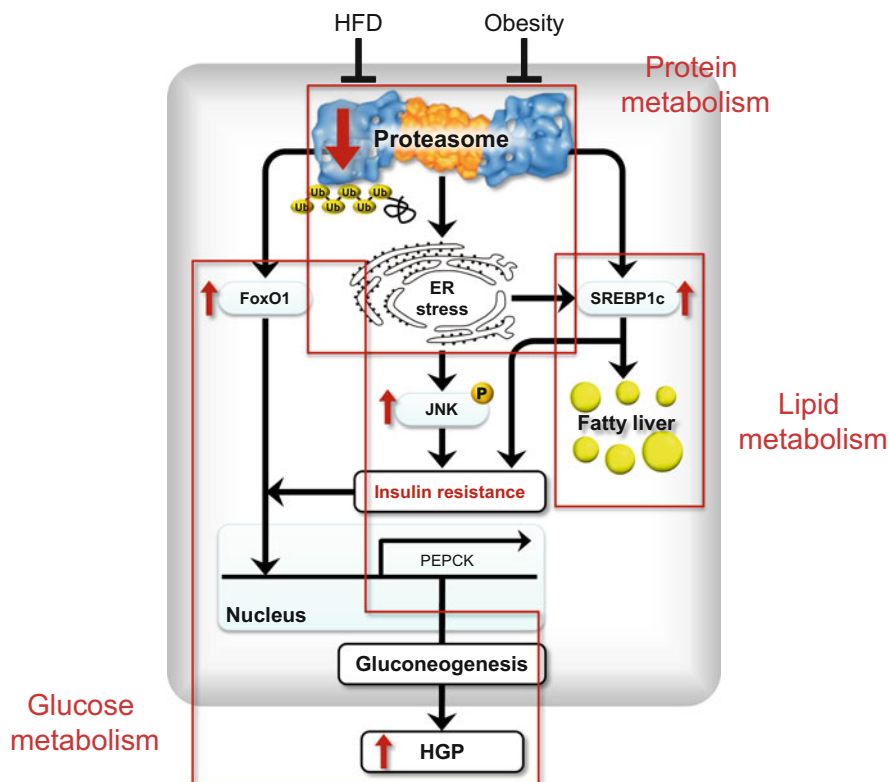 HFD
Obesity
Protein
metabolism
Proteasome
Ub
Ub
Ub
Ub
Ub
Ub
Ub
FoxO1
ER
stress
SREBP1c
JNK
P
Fatty liver
Lipid
metabolism
Insulin resistance
PEPCK
Nucleus
Gluconeogenesis
Glucose
metabolism
HGP